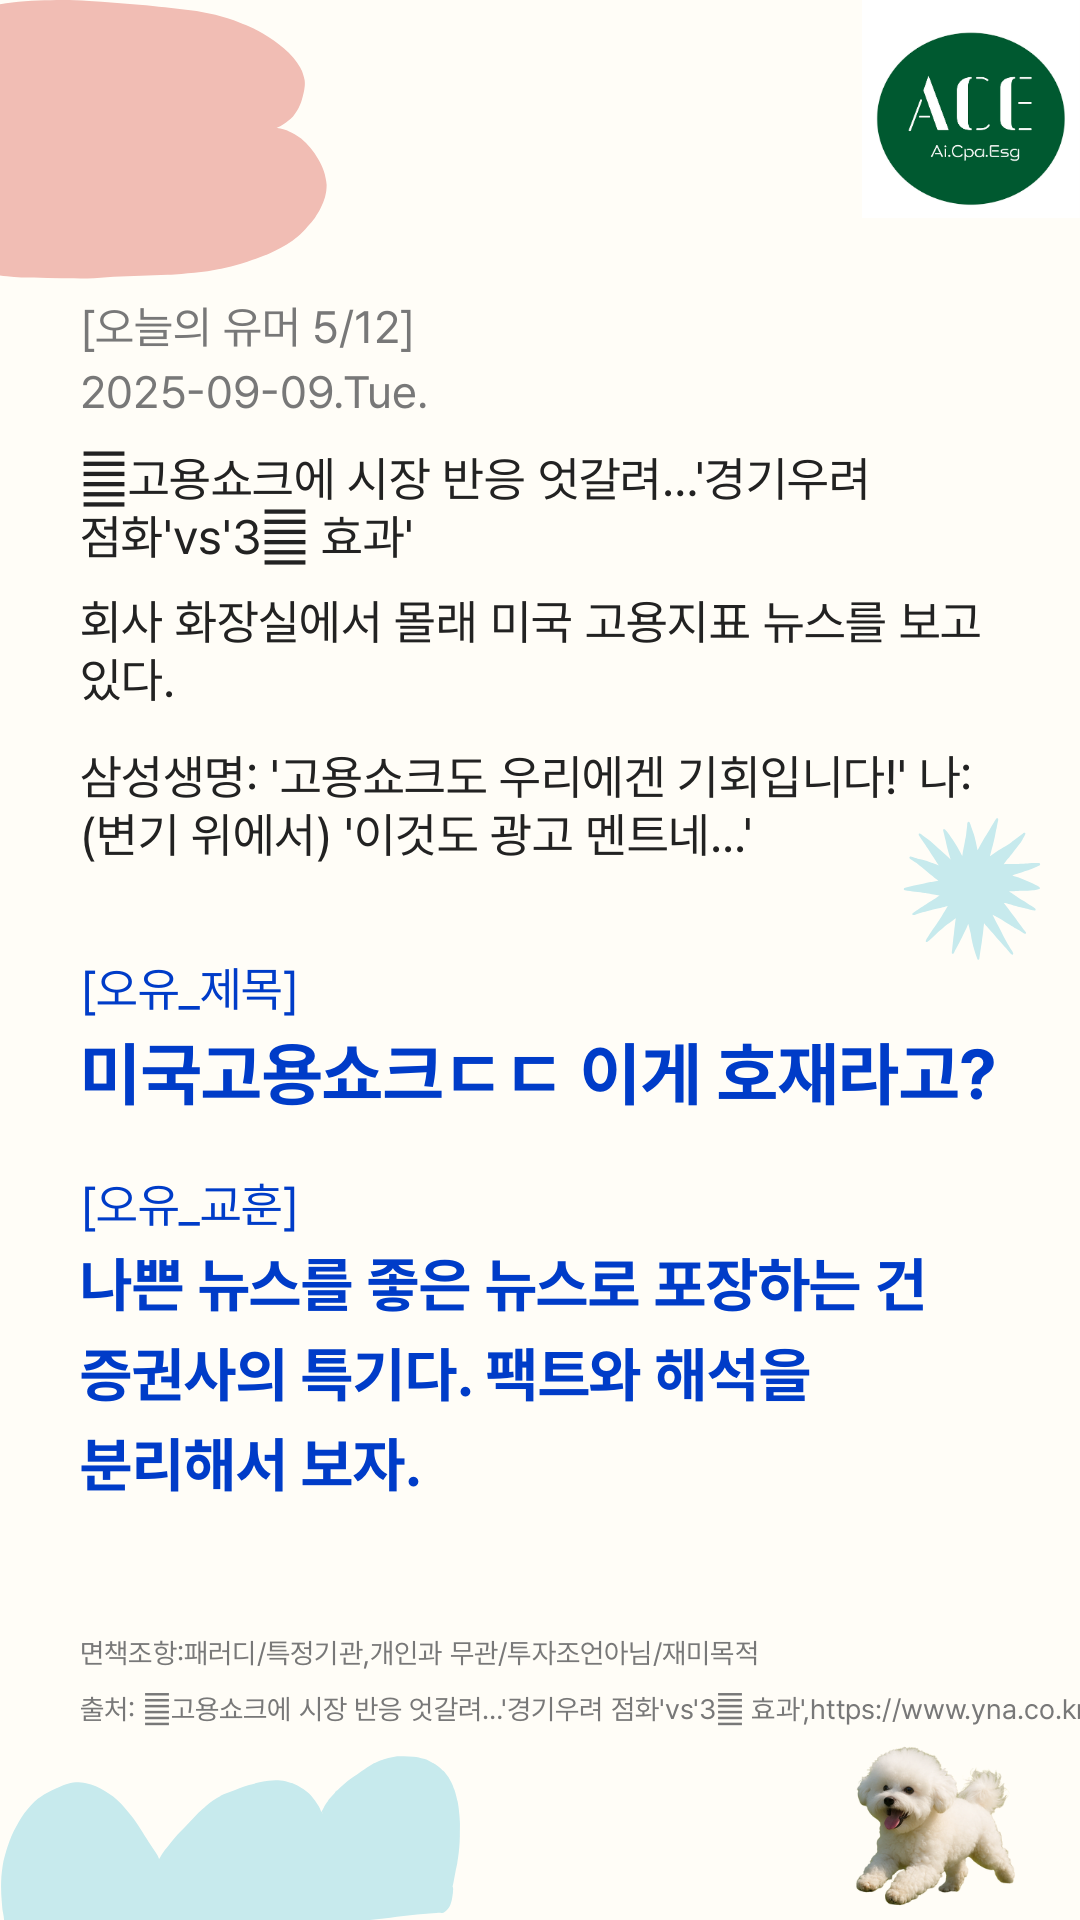 ACE
Ai.Cpa.Esg
[오늘의 유머 5/12]
2025-09-09.Tue.
고용쇼크에 시장 반응 엇갈려...'경기우려
점화'vs'3 효과'
회사 화장실에서 몰래 미국 고용지표 뉴스를 보고
있다.
삼성생명: '고용쇼크도 우리에겐 기회입니다!' 나:
(변기 위에서) '이것도 광고 멘트네...'
[오유_제목]
미국고용쇼크ㄷㄷ 이게 호재라고?
[오유_교훈]
나쁜 뉴스를 좋은 뉴스로 포장하는 건
증권사의 특기다. 팩트와 해석을
분리해서 보자.
면책조항:패러디/특정기관,개인과 무관/투자조언아님/재미목적
출처: 고용쇼크에 시장 반응 엇갈려...'경기우려 점화'vs'3 효과',https://www.yna.co.kr